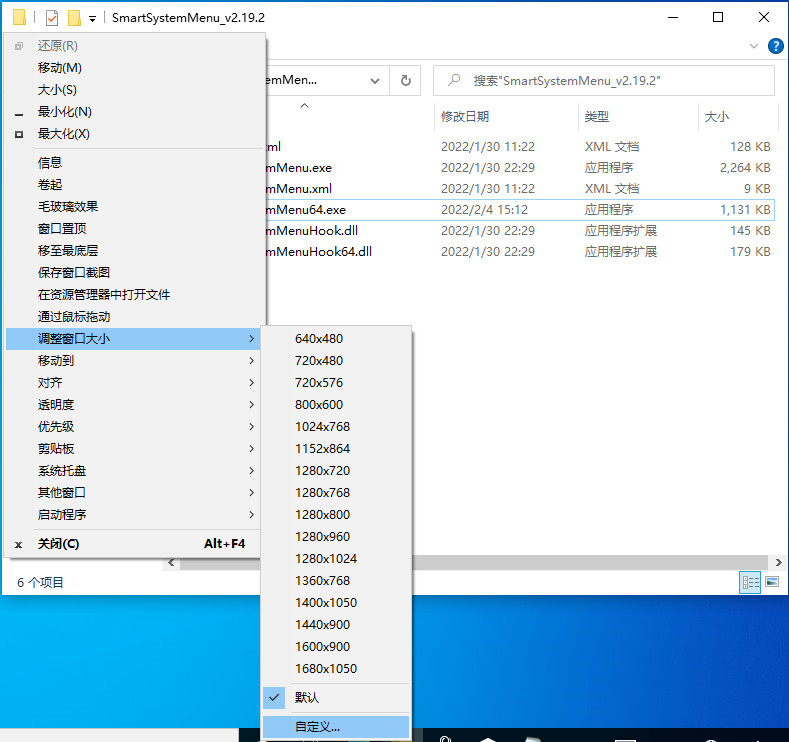 SmartSystemMenu_v2.19.2
还原(R)
移动(M)
大小(S)
最小化(N)
最大化(X)
信息
卷起
毛玻璃效果
窗口置顶
移至最底层
保存窗口截图
在资源管理器中打开文件
通过鼠标拖动
调整窗口大小
移动到
对齐
透明度
优先级
剪贴板
系统托盘
其他窗口
启动程序
关闭(C) Alt+F4
emMen...
搜索"SmartSystemMenu_v2.19.2"
修改日期 类型 大小
ml 2022/1/30 11:22 XML 文档 128 KB
mMenu.exe 2022/1/30 22:29 应用程序 2,264 KB
mMenu.xml 2022/1/30 11:22 XML 文档 9 KB
mMenu64.exe 2022/2/4 15:12 应用程序 1,131 KB
mMenuHook.dll 2022/1/30 22:29 应用程序扩展 145 KB
mMenuHook64.dll 2022/1/30 22:29 应用程序扩展 179 KB
640x480
720x480
720x576
800x600
1024x768
1152x864
1280x720
1280x768
1280x800
1280x960
1280x1024
1360x768
1400x1050
1440x900
1600x900
1680x1050
默认
自定义...
6 个项目